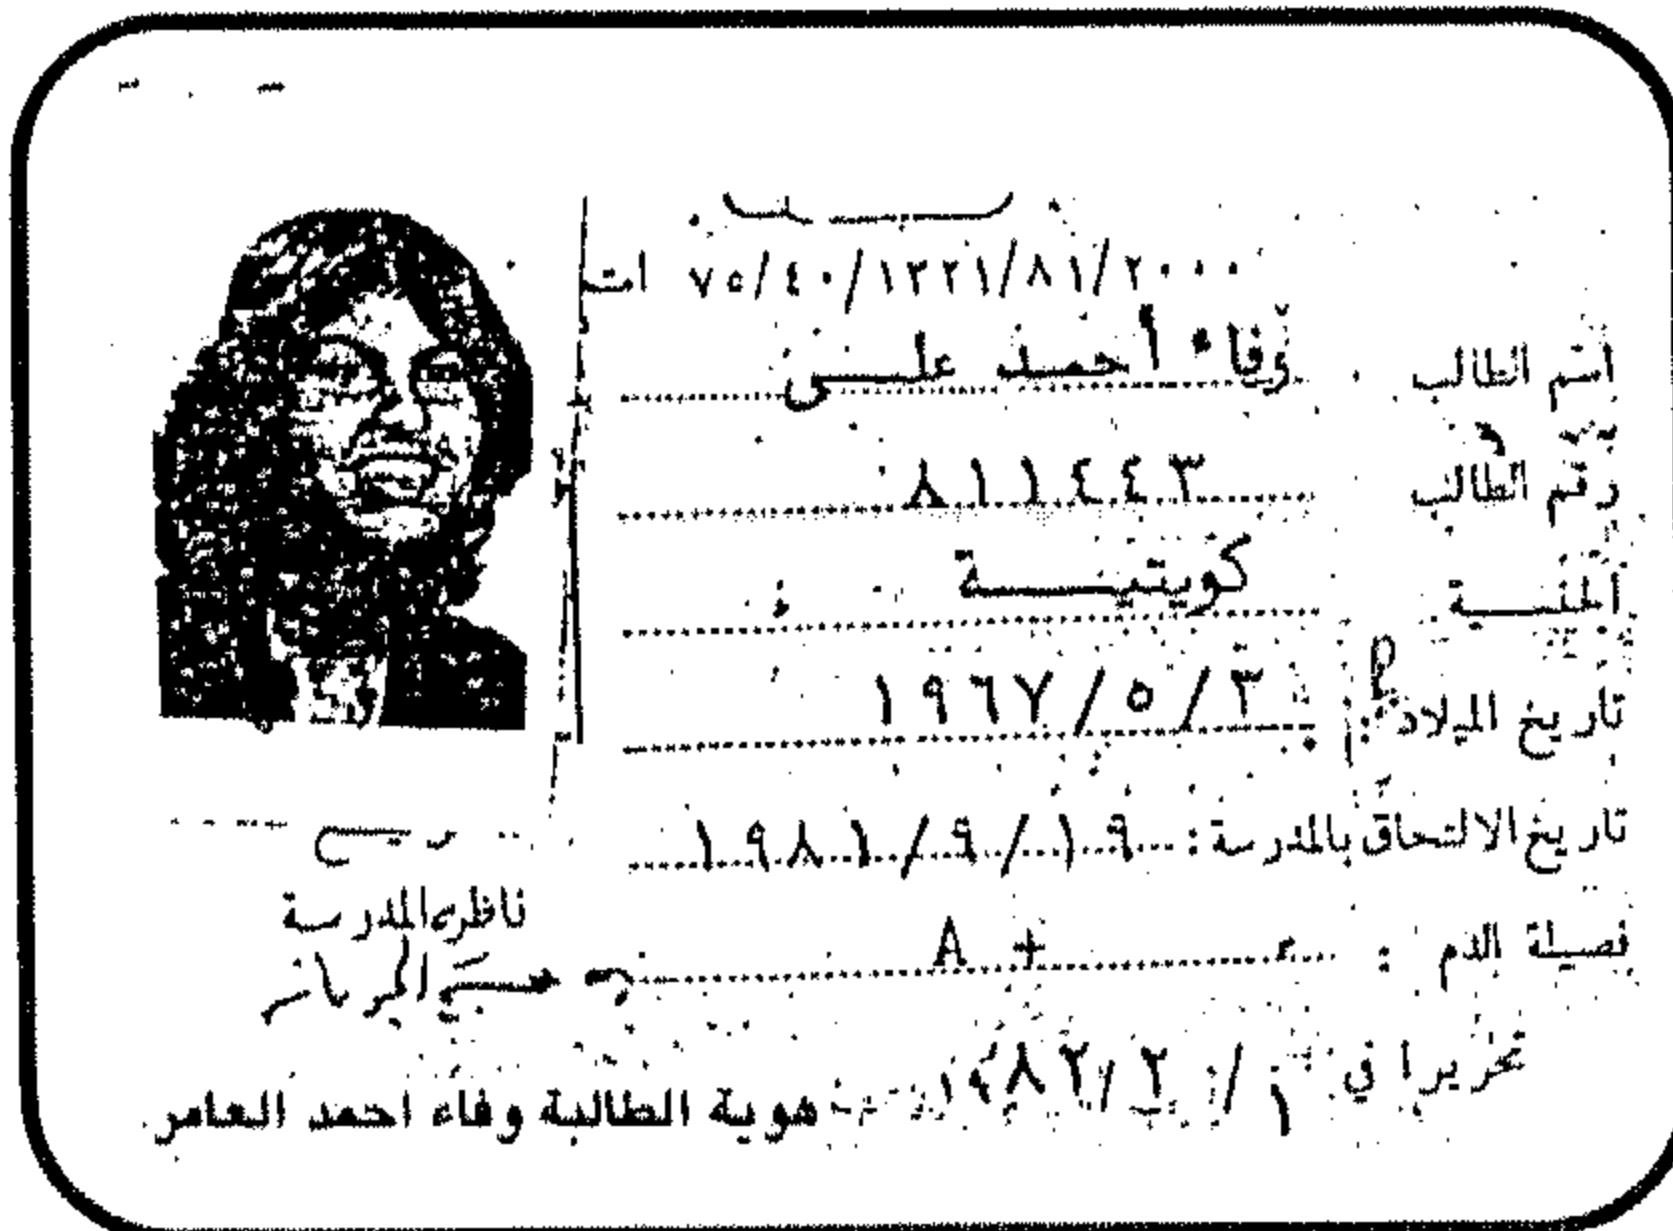 ٧٥/٤٠/١٣٢١/٨١/٢٠٠٠ ات
اسم الطالب وفاء أحمد علي
رقم الطالب ٨١١٤٤٣
الجنسية كويتية
تاريخ الميلاد ١٩٦٧/٥/٣
تاريخ الالتحاق بالمدرسة : ١٩٨١/٩/١٩
ناظرة المدرسة
فصيلة الدم : A +
تحريرا في ١٩٨٢/٢/١
هوية الطالبة وفاء احمد العامر